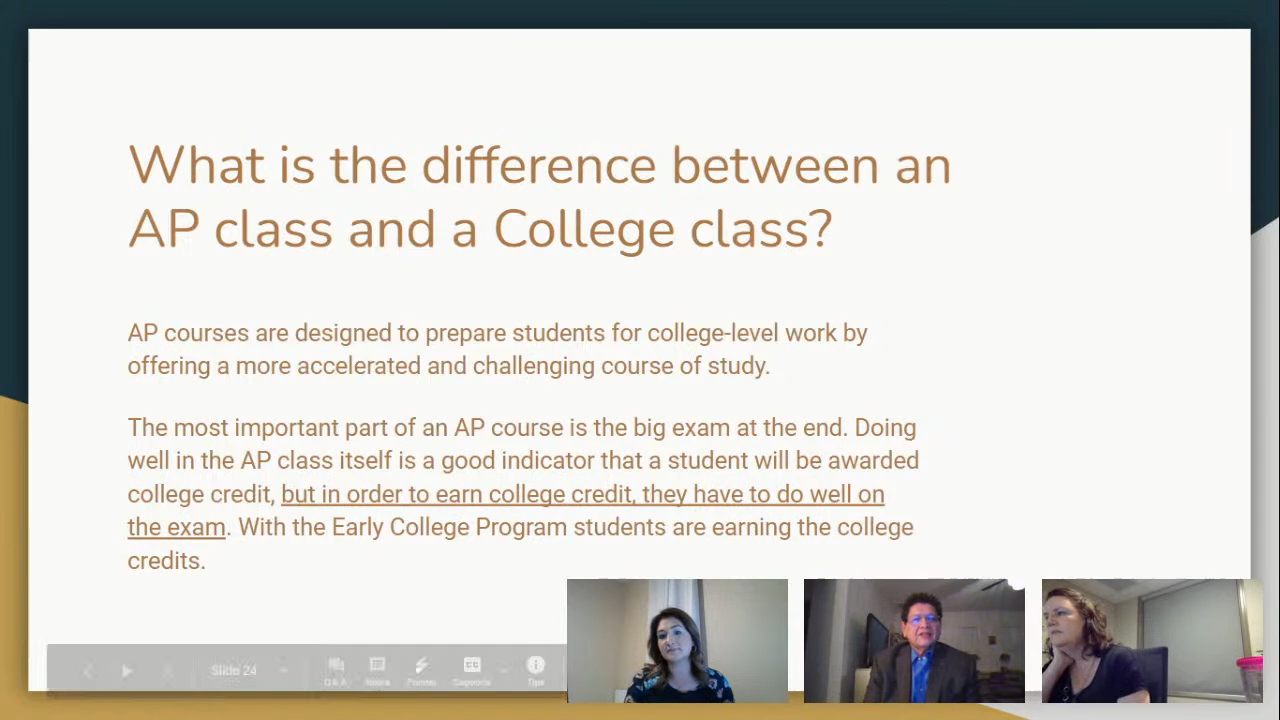 What is the difference between an
AP class and a College class?
AP courses are designed to prepare students for college-level work by
offering a more accelerated and challenging course of study.
The most important part of an AP course is the big exam at the end. Doing
well in the AP class itself is a good indicator that a student will be awarded
college credit, but in order to earn college credit, they have to do well on
the exam. With the Early College Program students are earning the college
credits.
Slide 24
Q & A Notes Pointer Captions Tips